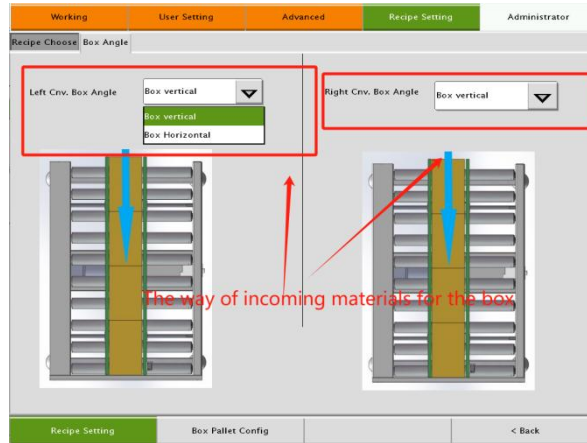 Working User Setting Advanced Recipe Setting Administrator
Recipe Choose Box Angle
Left Cnv. Box Angle Box vertical Right Cnv. Box Angle Box vertical
Box vertical
Box Horizontal
The way of incoming materials for the box
Recipe Setting Box Pallet Config < Back